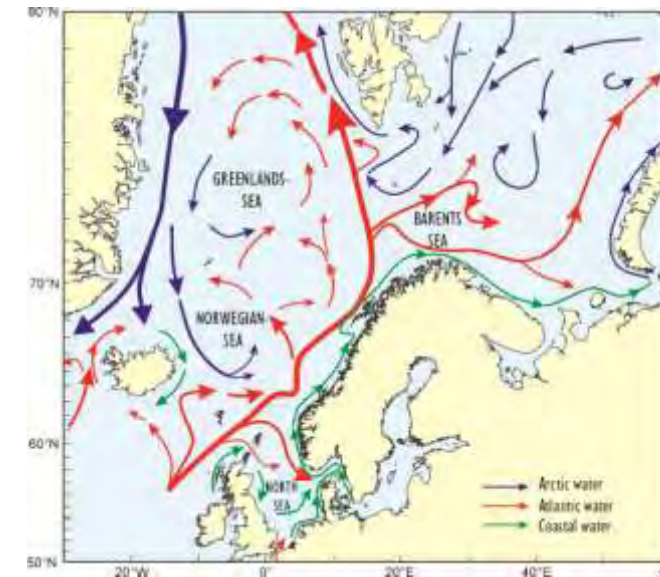 80°N
GREENLANDS-
SEA
BARENTS
SEA
70°N
NORWEGIAN
SEA
60°N
NORTH
SEA
Arctic water
Atlantic water
Coastal water
50°N
20°W
0°
20°E
40°E